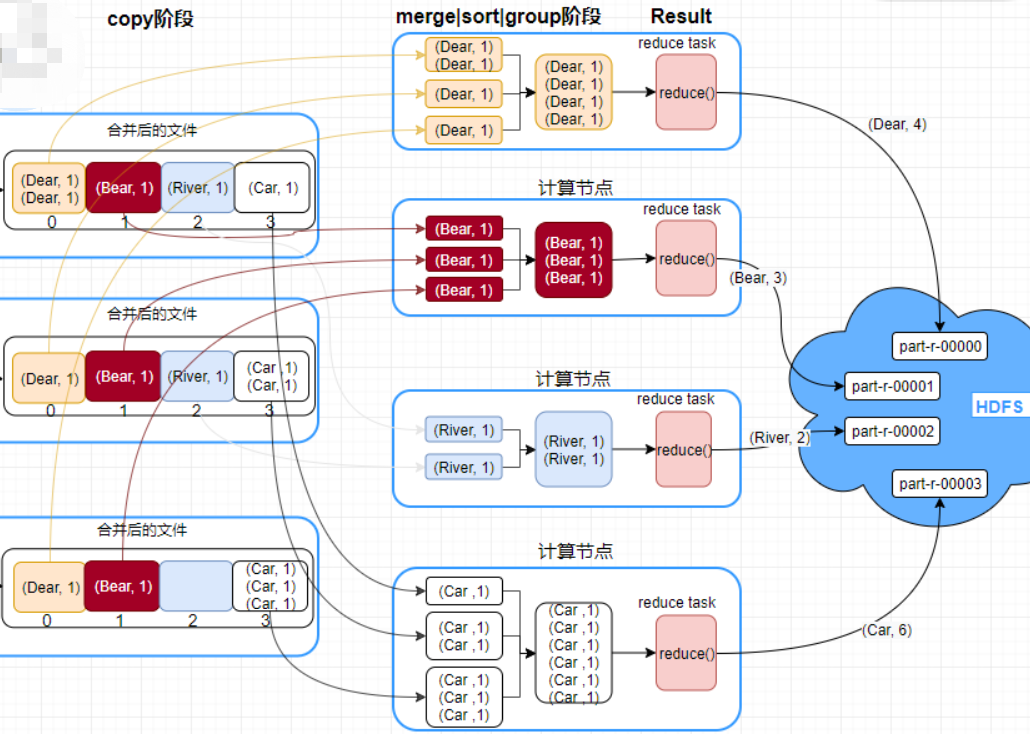 copy阶段
merge|sort|group阶段
Result
合并后的文件
(Dear, 1)
(Dear, 1)
(Bear, 1)
(River, 1)
(Car, 1)
0
1
2
3
合并后的文件
(Dear, 1)
(Bear, 1)
(River, 1)
(Car ,1)
(Car, 1)
0
1
2
3
合并后的文件
(Dear, 1)
(Bear, 1)
(Car, 1)
(Car, 1)
(Car, 1)
0
1
2
3
(Dear, 1)
(Dear, 1)
(Dear, 1)
(Dear, 1)
(Dear, 1)
(Dear, 1)
(Dear, 1)
(Dear, 1)
reduce task
reduce()
(Dear, 4)
计算节点
(Bear, 1)
(Bear, 1)
(Bear, 1)
(Bear, 1)
(Bear, 1)
(Bear, 1)
reduce task
reduce()
(Bear, 3)
计算节点
(River, 1)
(River, 1)
(River, 1)
(River, 1)
reduce task
reduce()
(River, 2)
计算节点
(Car ,1)
(Car ,1)
(Car ,1)
(Car ,1)
(Car ,1)
(Car ,1)
(Car ,1)
(Car ,1)
(Car ,1)
(Car ,1)
(Car ,1)
(Car ,1)
reduce task
reduce()
(Car, 6)
part-r-00000
part-r-00001
part-r-00002
part-r-00003
HDFS